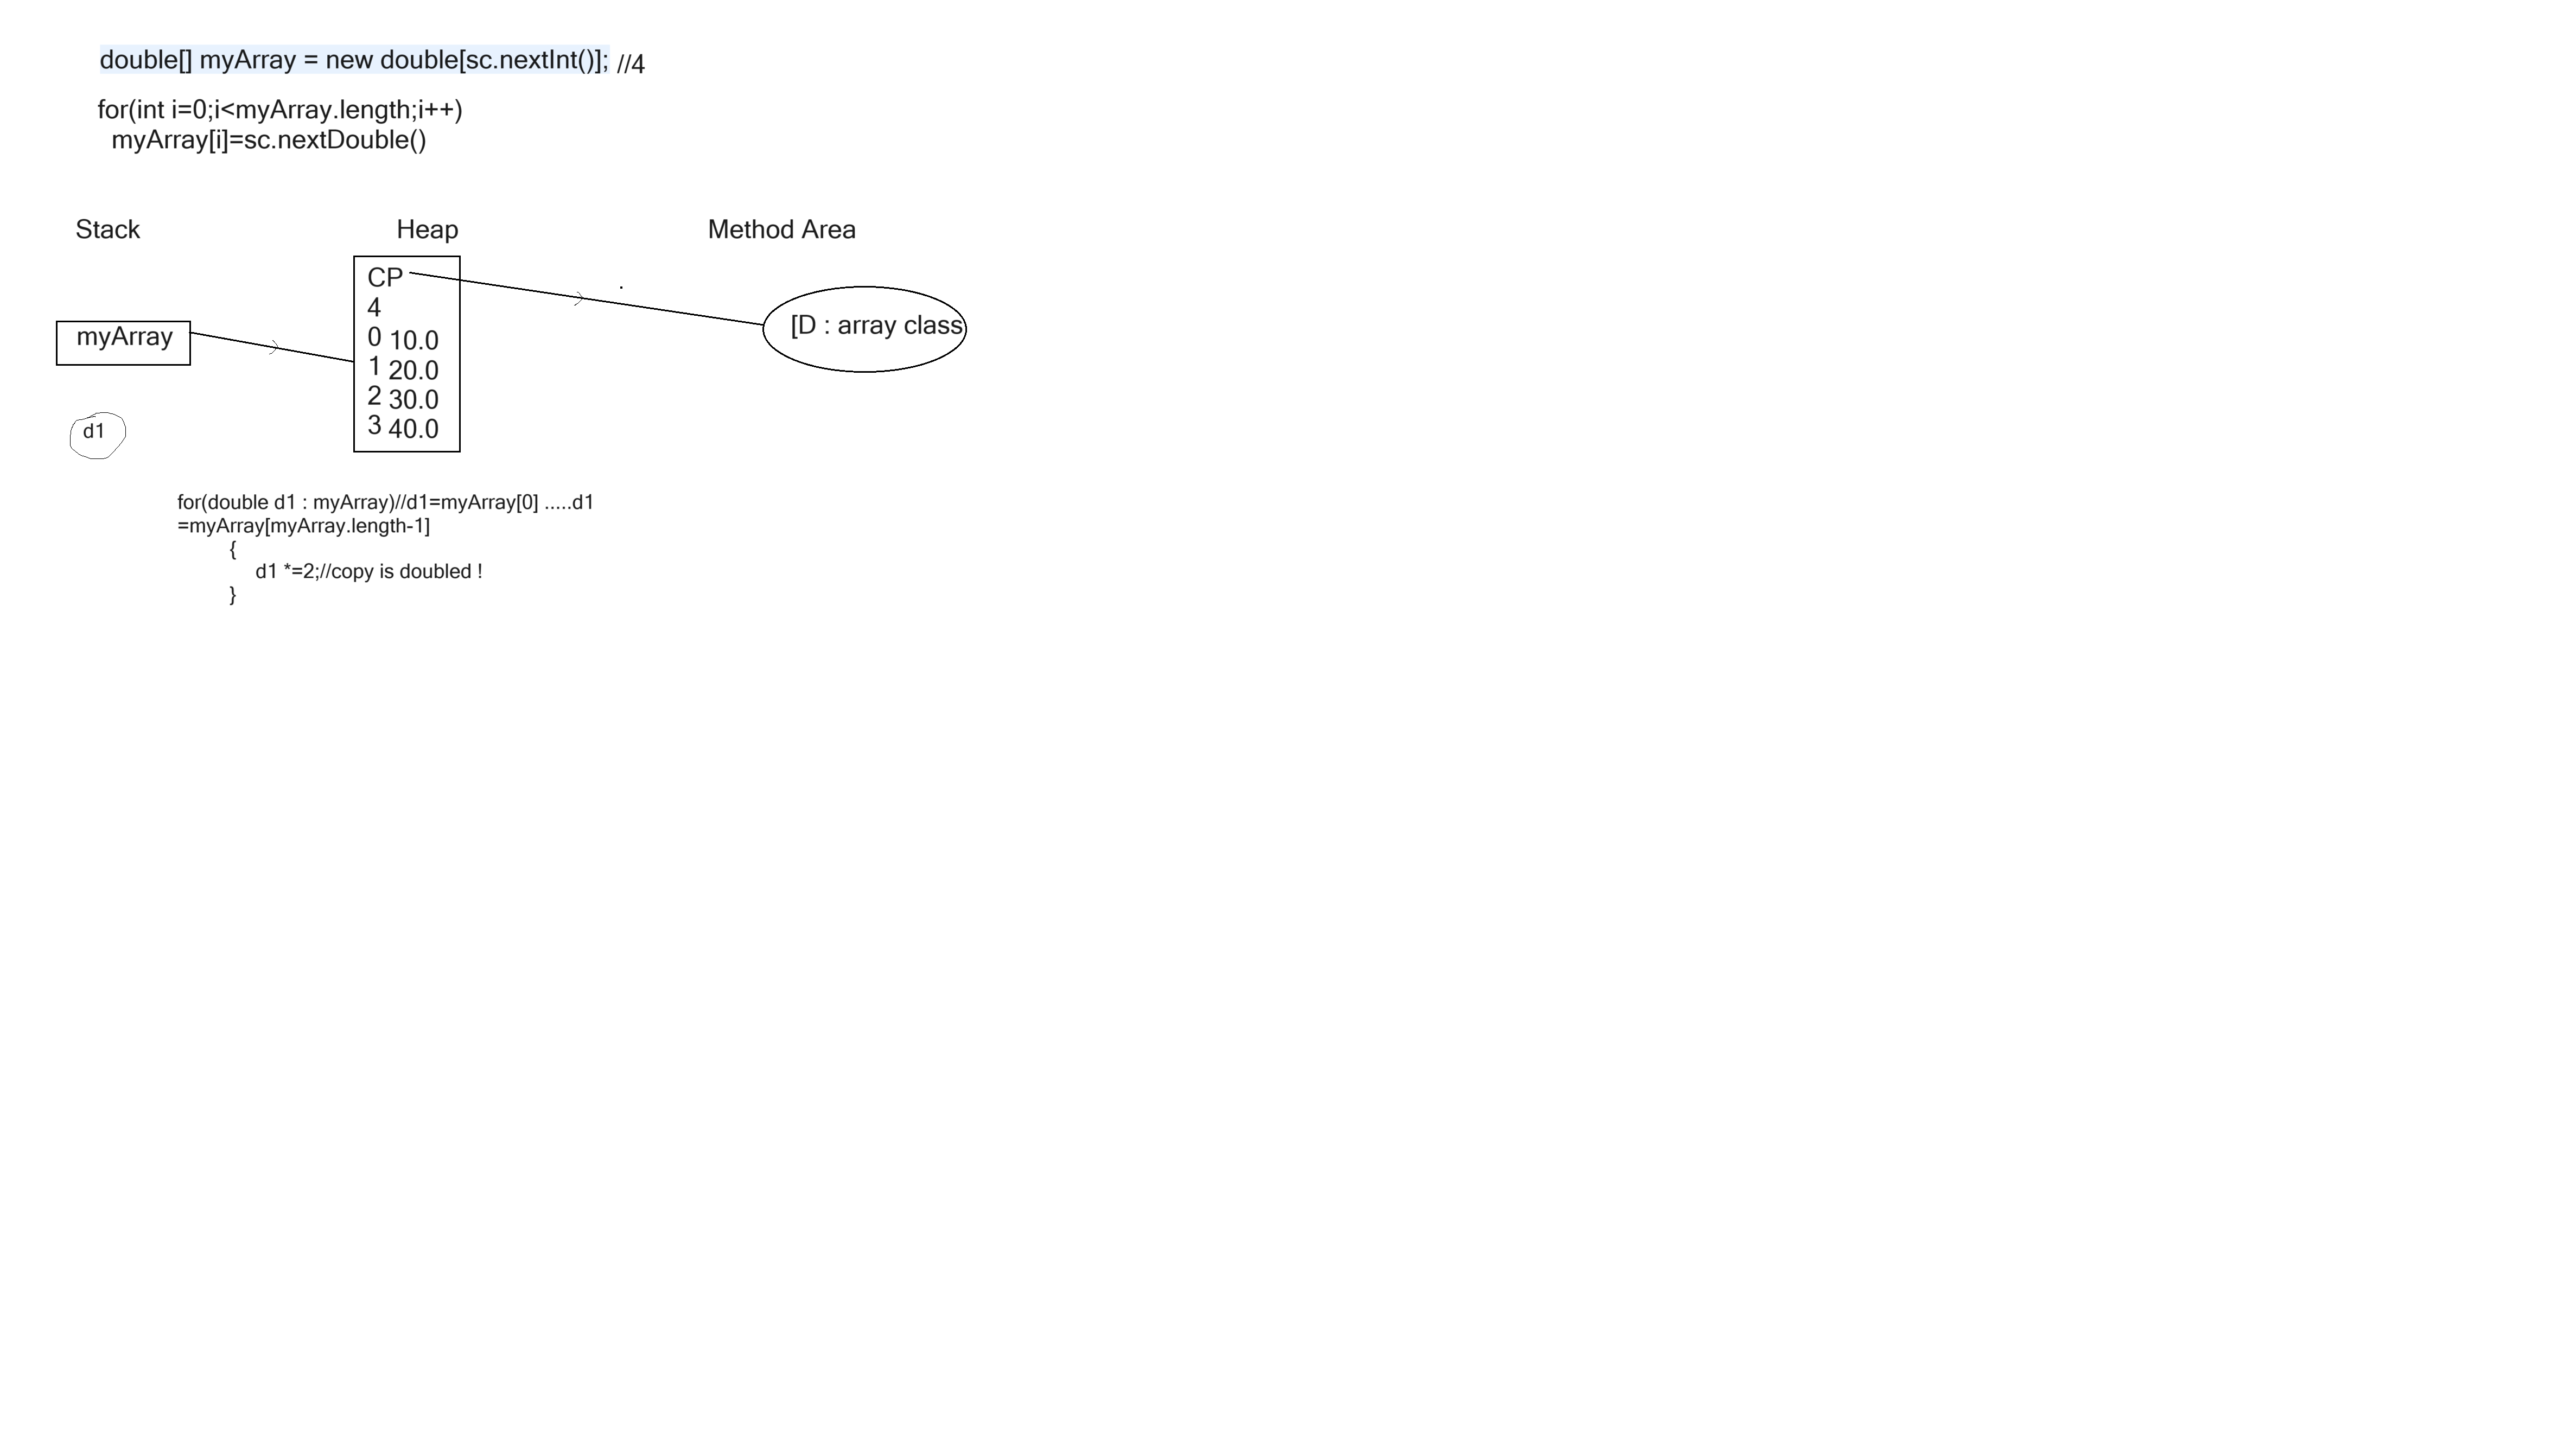 double[] myArray = new double[sc.nextInt()]; //4
for(int i=0;i<myArray.length;i++)
myArray[i]=sc.nextDouble()
Stack Heap Method Area
CP
4
0 10.0
1 20.0
2 30.0
3 40.0
myArray
[D : array class
d1
for(double d1 : myArray)//d1=myArray[0] .....d1
=myArray[myArray.length-1]
{
d1 *=2;//copy is doubled !
}